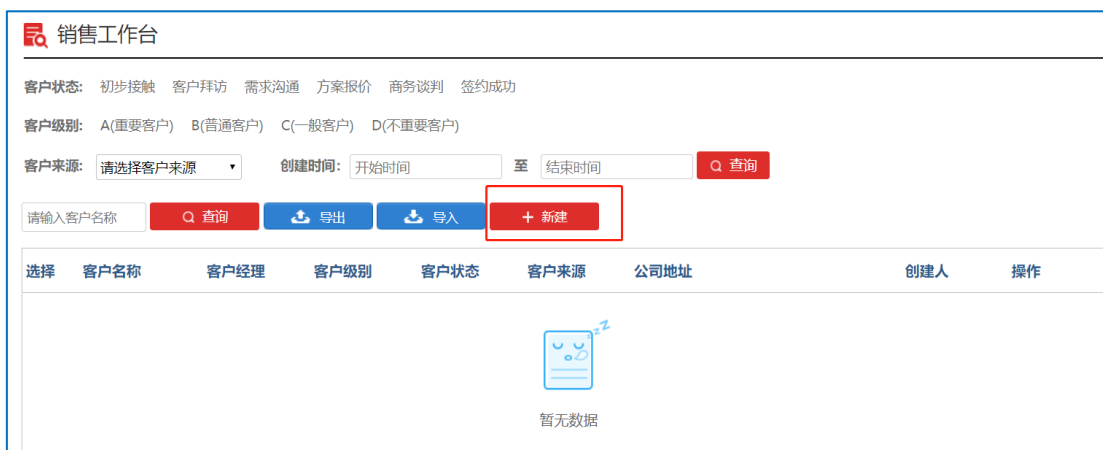 销售工作台
客户状态: 初步接触 客户拜访 需求沟通 方案报价 商务谈判 签约成功
客户级别: A(重要客户) B(普通客户) C(一般客户) D(不重要客户)
客户来源: 请选择客户来源 创建时间: 开始时间 至 结束时间 查询
请输入客户名称 查询 导出 导入 + 新建
选择 客户名称 客户经理 客户级别 客户状态 客户来源 公司地址 创建人 操作
z z Z
暂无数据